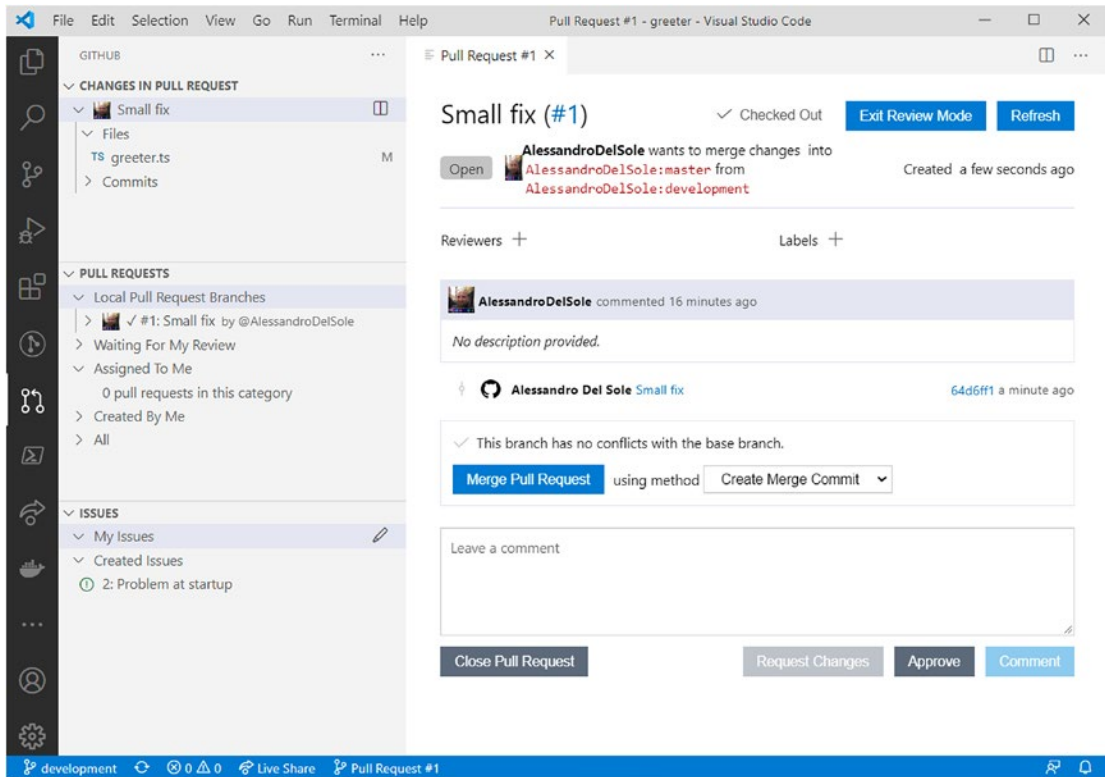 File Edit Selection View Go Run Terminal Help
Pull Request #1 - greeter - Visual Studio Code
GITHUB
CHANGES IN PULL REQUEST
Small fix
Files
TS greeter.ts M
Commits
PULL REQUESTS
Local Pull Request Branches
✓ #1: Small fix by @AlessandroDelSole
Waiting For My Review
Assigned To Me
0 pull requests in this category
Created By Me
All
ISSUES
My Issues
Created Issues
2: Problem at startup
Pull Request #1
Small fix (#1)
Checked Out
Exit Review Mode
Refresh
Open
AlessandroDelSole wants to merge changes into
AlessandroDelSole:master from
AlessandroDelSole:development
Created a few seconds ago
Reviewers
Labels
AlessandroDelSole commented 16 minutes ago
No description provided.
Alessandro Del Sole Small fix
64d6ff1 a minute ago
This branch has no conflicts with the base branch.
Merge Pull Request using method Create Merge Commit
Leave a comment
Close Pull Request
Request Changes
Approve
Comment
development 0 0 Live Share Pull Request #1